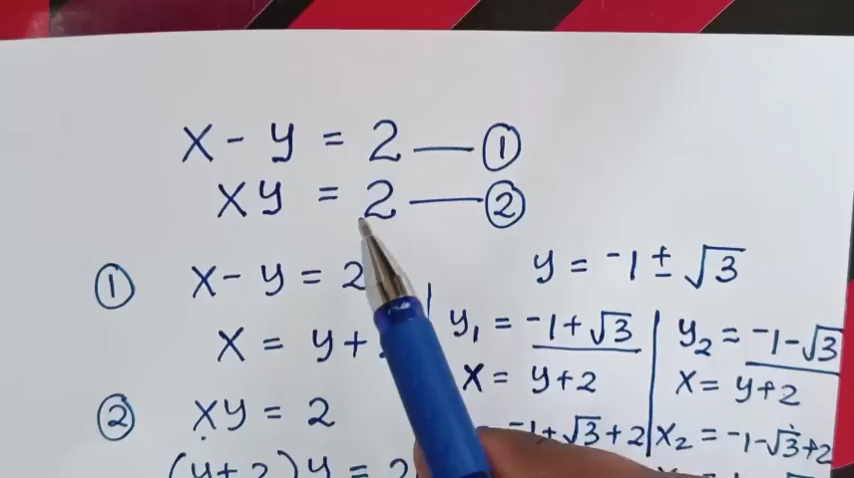 x - y = 2 — ①
xy = 2 — ②
① x - y = 2
x = y +
② xy = 2
(y+2)y = 2
y = -1 ± √3
y₁ = -1+√3
x = y+2
-1+√3+2
y₂ = -1-√3
x = y+2
x₂ = -1-√3+2